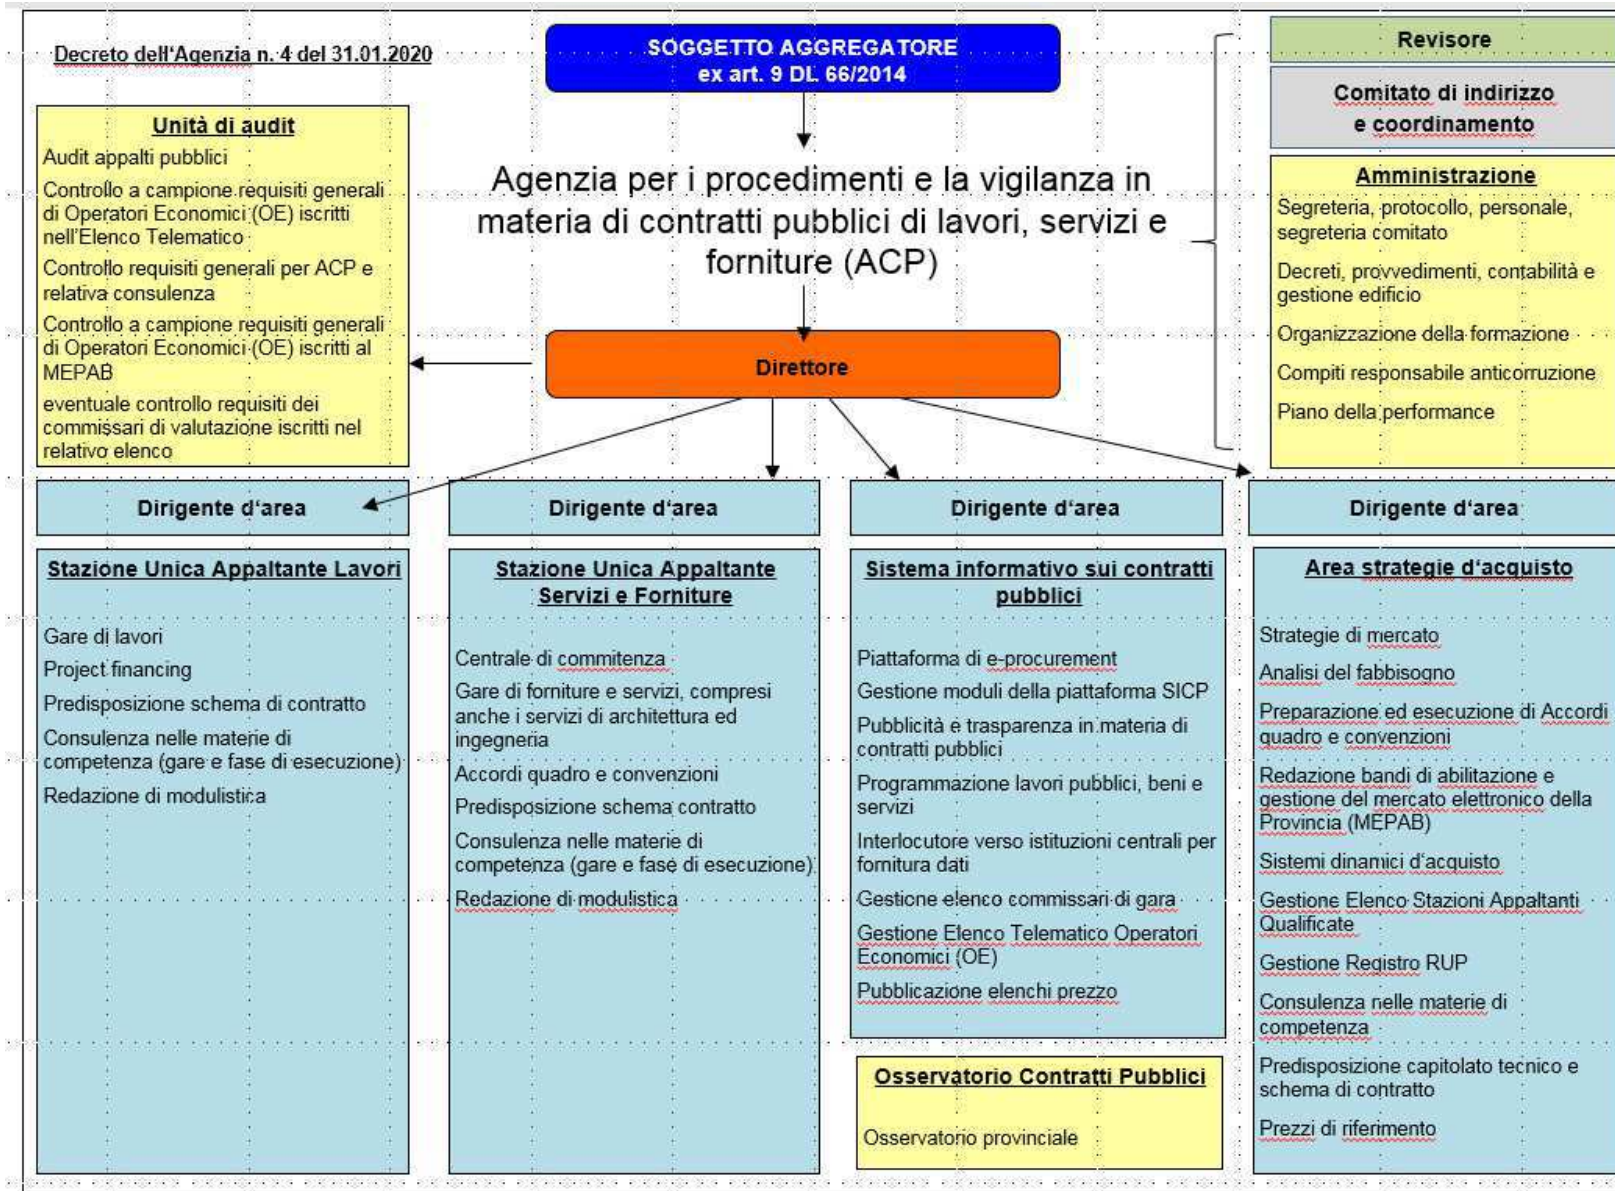 Decreto dell'Agenzia n. 4 del 31.01.2020
SOGGETTO AGGREGATORE
ex art. 9 DL 66/2014
Revisore
Comitato di indirizzo
e coordinamento
Unità di audit
Audit appalti pubblici
Controllo a campione requisiti generali
di Operatori Economici (OE) iscritti
nell'Elenco Telematico
Controllo requisiti generali per ACP e
relativa consulenza
Controllo a campione requisiti generali
di Operatori Economici (OE) iscritti al
MEPAB
eventuale controllo requisiti dei
commissari di valutazione iscritti nel
relativo elenco
Agenzia per i procedimenti e la vigilanza in
materia di contratti pubblici di lavori, servizi e
forniture (ACP)
Direttore
Amministrazione
Segreteria, protocollo, personale,
segreteria comitato
Decreti, provvedimenti, contabilità e
gestione edificio
Organizzazione della formazione
Compiti responsabile anticorruzione
Piano della performance
Dirigente d'area
Dirigente d'area
Dirigente d'area
Dirigente d'area
Stazione Unica Appaltante Lavori
Gare di lavori
Project financing
Predisposizione schema di contratto
Consulenza nelle materie di
competenza (gare e fase di esecuzione)
Redazione di modulistica
Stazione Unica Appaltante
Servizi e Forniture
Centrale di commitenza
Gare di forniture e servizi, compresi
anche i servizi di architettura ed
ingegneria
Accordi quadro e convenzioni
Predisposizione schema contratto
Consulenza nelle materie di
competenza (gare e fase di esecuzione)
Redazione di modulistica
Sistema informativo sui contratti
pubblici
Piattaforma di e-procurement
Gestione moduli della piattaforma SICP
Pubblicità e trasparenza in materia di
contratti pubblici
Programmazione lavori pubblici, beni e
servizi
Interlocutore verso istituzioni centrali per
fornitura dati
Gestione elenco commissari di gara
Gestione Elenco Telematico Operatori
Economici (OE)
Pubblicazione elenchi prezzo
Osservatorio Contratti Pubblici
Osservatorio provinciale
Area strategie d'acquisto
Strategie di mercato
Analisi del fabbisogno
Preparazione ed esecuzione di Accordi
quadro e convenzioni
Redazione bandi di abilitazione e
gestione del mercato elettronico della
Provincia (MEPAB)
Sistemi dinamici d'acquisto
Gestione Elenco Stazioni Appaltanti
Qualificate
Gestione Registro RUP
Consulenza nelle materie di
competenza
Predisposizione capitolato tecnico e
schema di contratto
Prezzi di riferimento